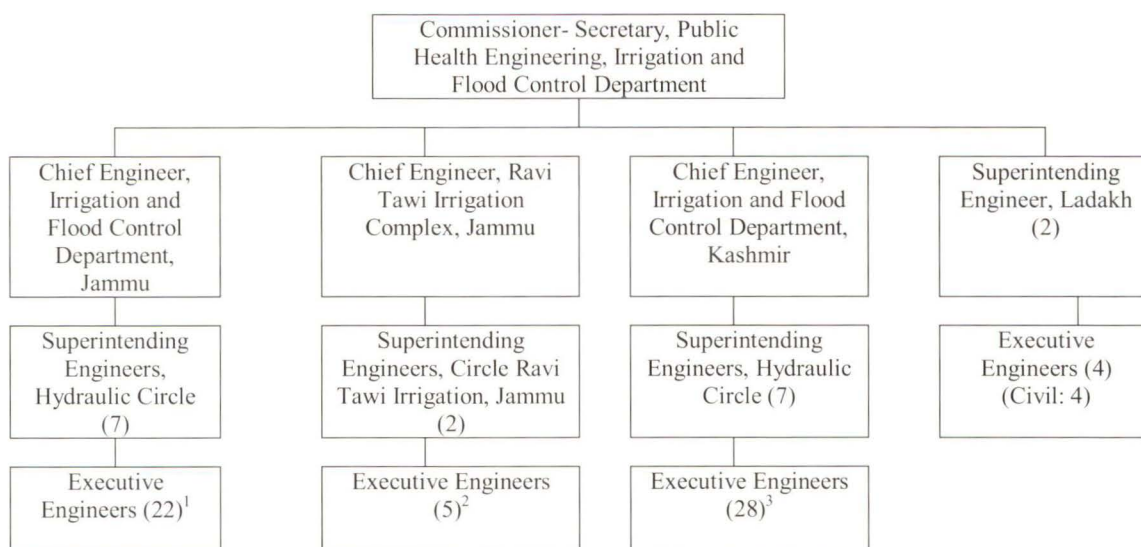 Commissioner- Secretary, Public
Health Engineering, Irrigation and
Flood Control Department
Chief Engineer,
Irrigation and
Flood Control
Department,
Jammu
Chief Engineer, Ravi
Tawi Irrigation
Complex, Jammu
Chief Engineer,
Irrigation and Flood
Control Department,
Kashmir
Superintending
Engineer, Ladakh
(2)
Superintending
Engineers,
Hydraulic Circle
(7)
Superintending
Engineers, Circle Ravi
Tawi Irrigation, Jammu
(2)
Superintending
Engineers, Hydraulic
Circle (7)
Executive
Engineers (4)
(Civil: 4)
Executive
Engineers (22)¹
Executive Engineers
(5)²
Executive Engineers
(28)³